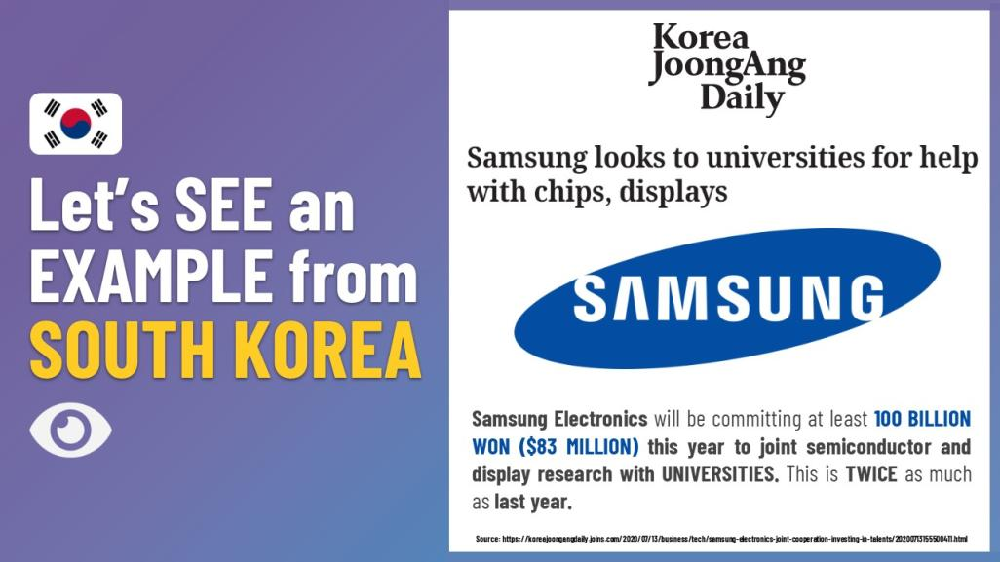 Let's SEE an
EXAMPLE from
SOUTH KOREA
Korea
JoongAng
Daily
Samsung looks to universities for help
with chips, displays
SAMSUNG
Samsung Electronics will be committing at least 100 BILLION
WON ($83 MILLION) this year to joint semiconductor and
display research with UNIVERSITIES. This is TWICE as much
as last year.
Source: https://koreajoongangdaily.joins.com/2020/07/13/business/tech/samsung-electronics-joint-cooperation-investing-in-talents/20200713155500411.html